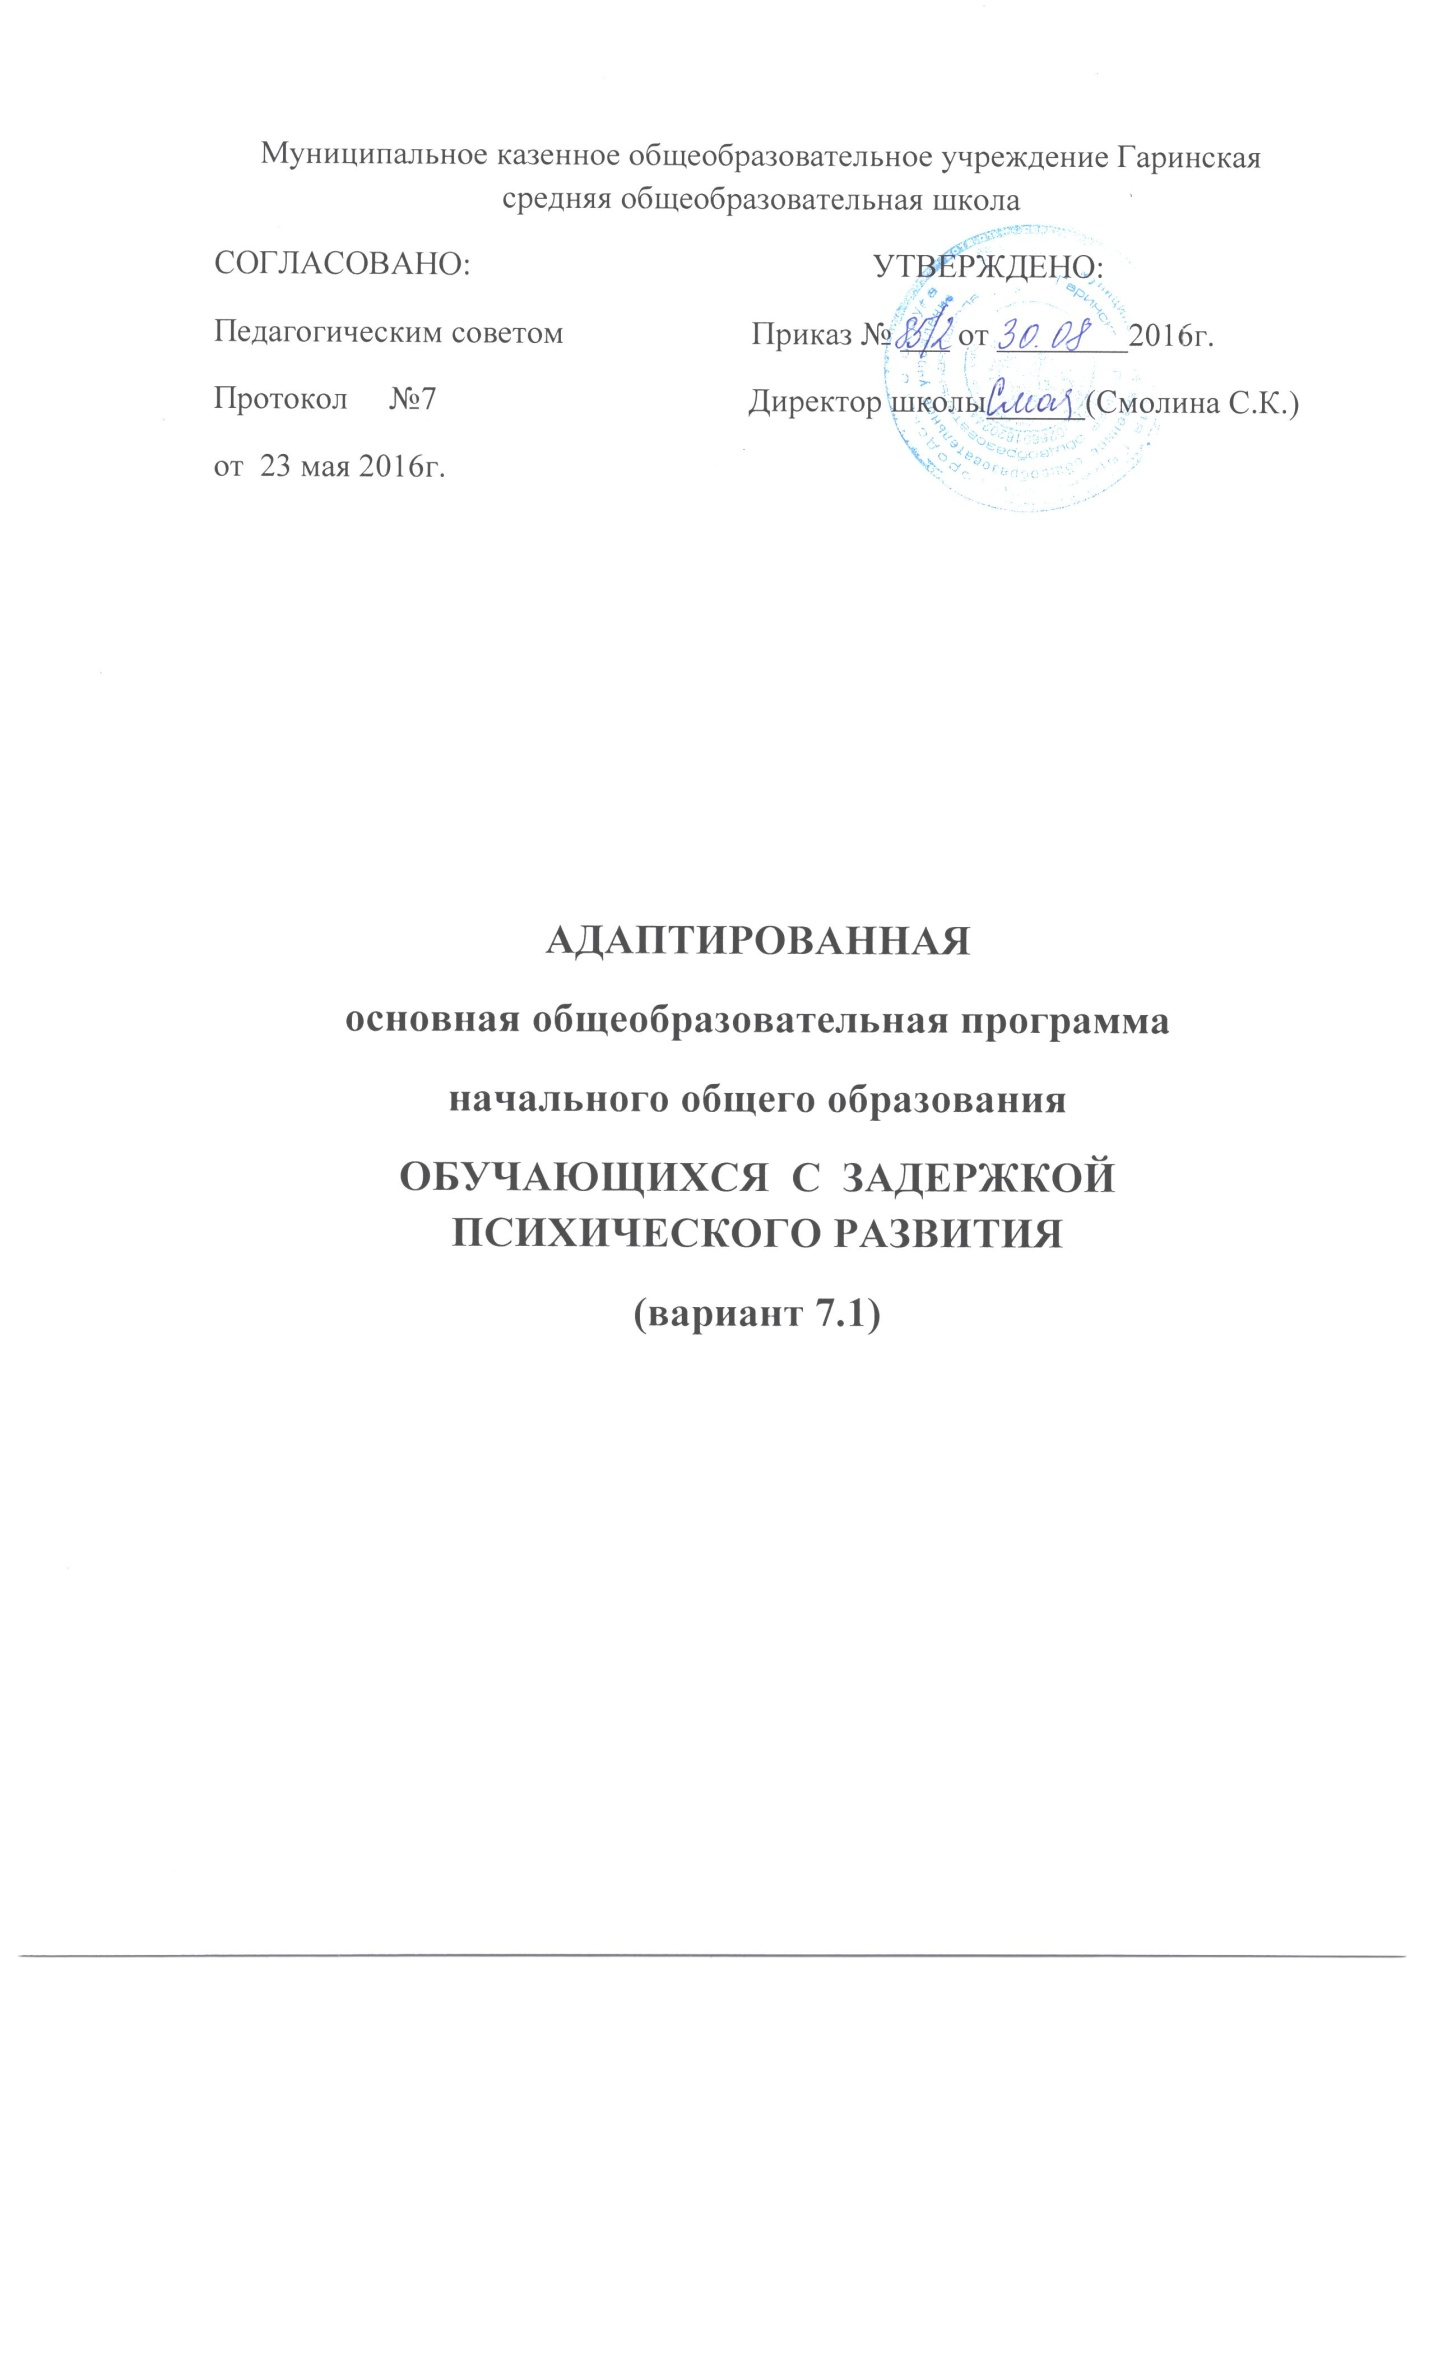 Муниципальное казенное общеобразовательное учреждение Гаринская
средняя общеобразовательная школа
СОГЛАСОВАНО: УТВЕРЖДЕНО:
Педагогическим советом Приказ № 85/2 от 30.08 2016г.
Протокол №7 Директор школы (Смолина С.К.)
от 23 мая 2016г.
АДАПТИРОВАННАЯ
основная общеобразовательная программа
начального общего образования
ОБУЧАЮЩИХСЯ С ЗАДЕРЖКОЙ
ПСИХИЧЕСКОГО РАЗВИТИЯ
(вариант 7.1)